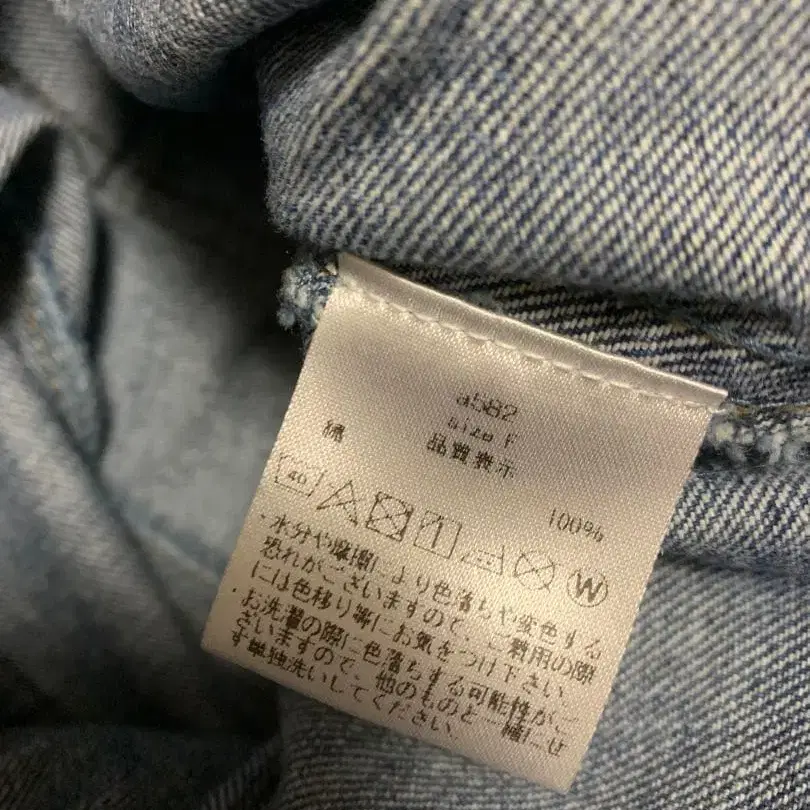 a582
size F
品質表示
綿 100%
40
W
・水分や摩擦により色落ちや変色する
恐れがございますので、ご着用の際
には色移り等にお気をつけ下さい。
・お洗濯の際に色落ちする可能性がご
ざいますので、他のものと一緒にせ
ず単独洗いしてください。